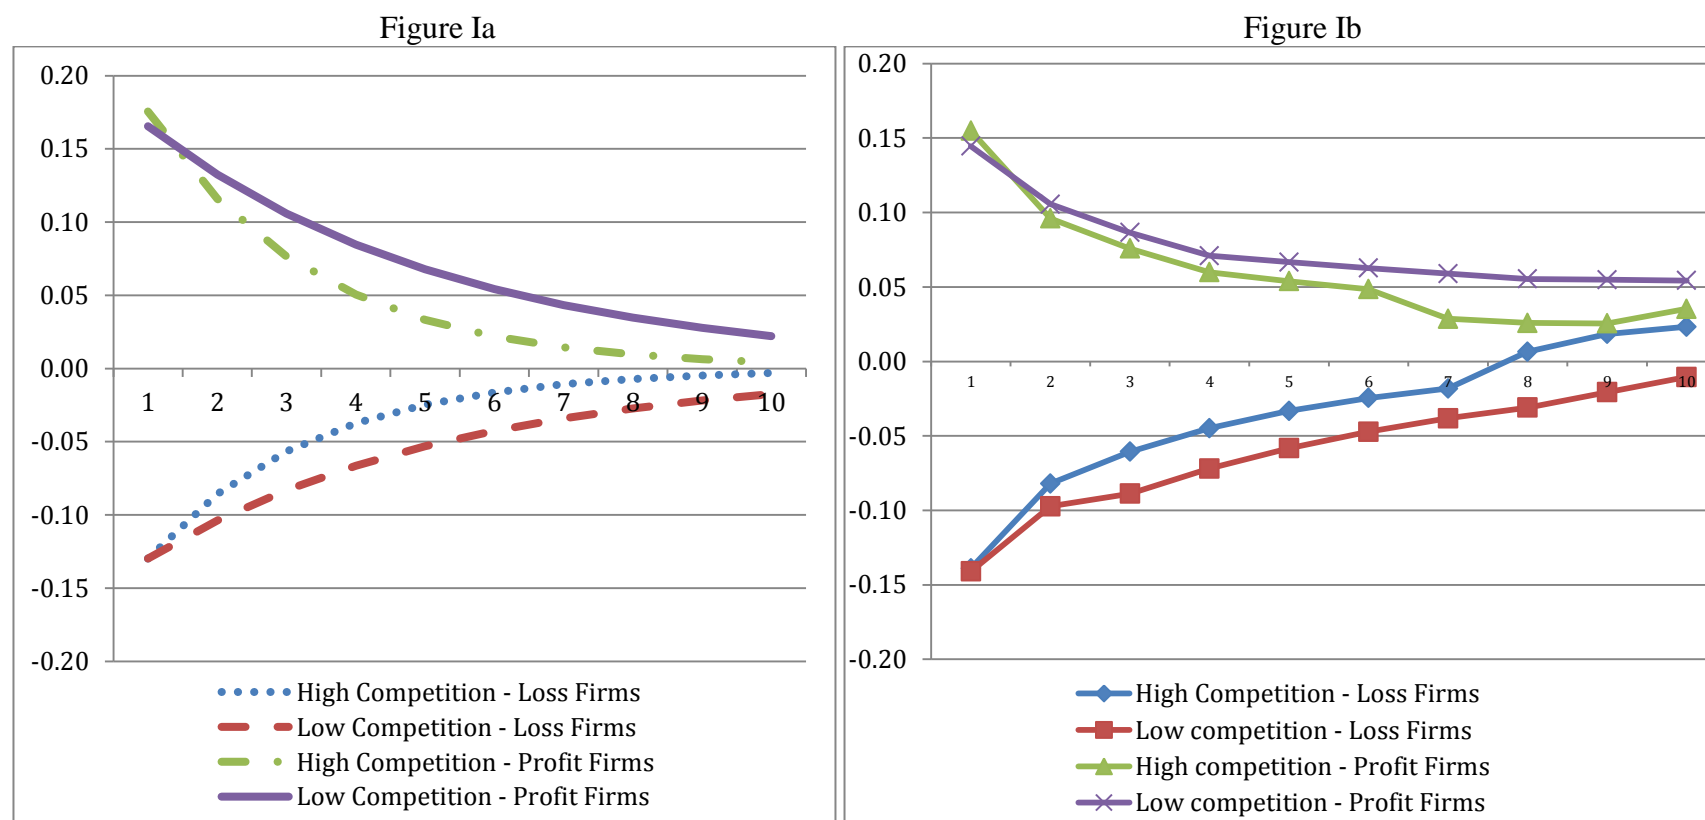 Figure Ia
0.20
0.15
0.10
0.05
0.00
-0.05
-0.10
-0.15
-0.20
1 2 3 4 5 6 7 8 9 10
High Competition - Loss Firms
Low Competition - Loss Firms
High Competition - Profit Firms
Low Competition - Profit Firms
Figure Ib
0.20
0.15
0.10
0.05
0.00
-0.05
-0.10
-0.15
-0.20
1 2 3 4 5 6 7 8 9 10
High Competition - Loss Firms
Low competition - Loss Firms
High competition - Profit Firms
Low competition - Profit Firms